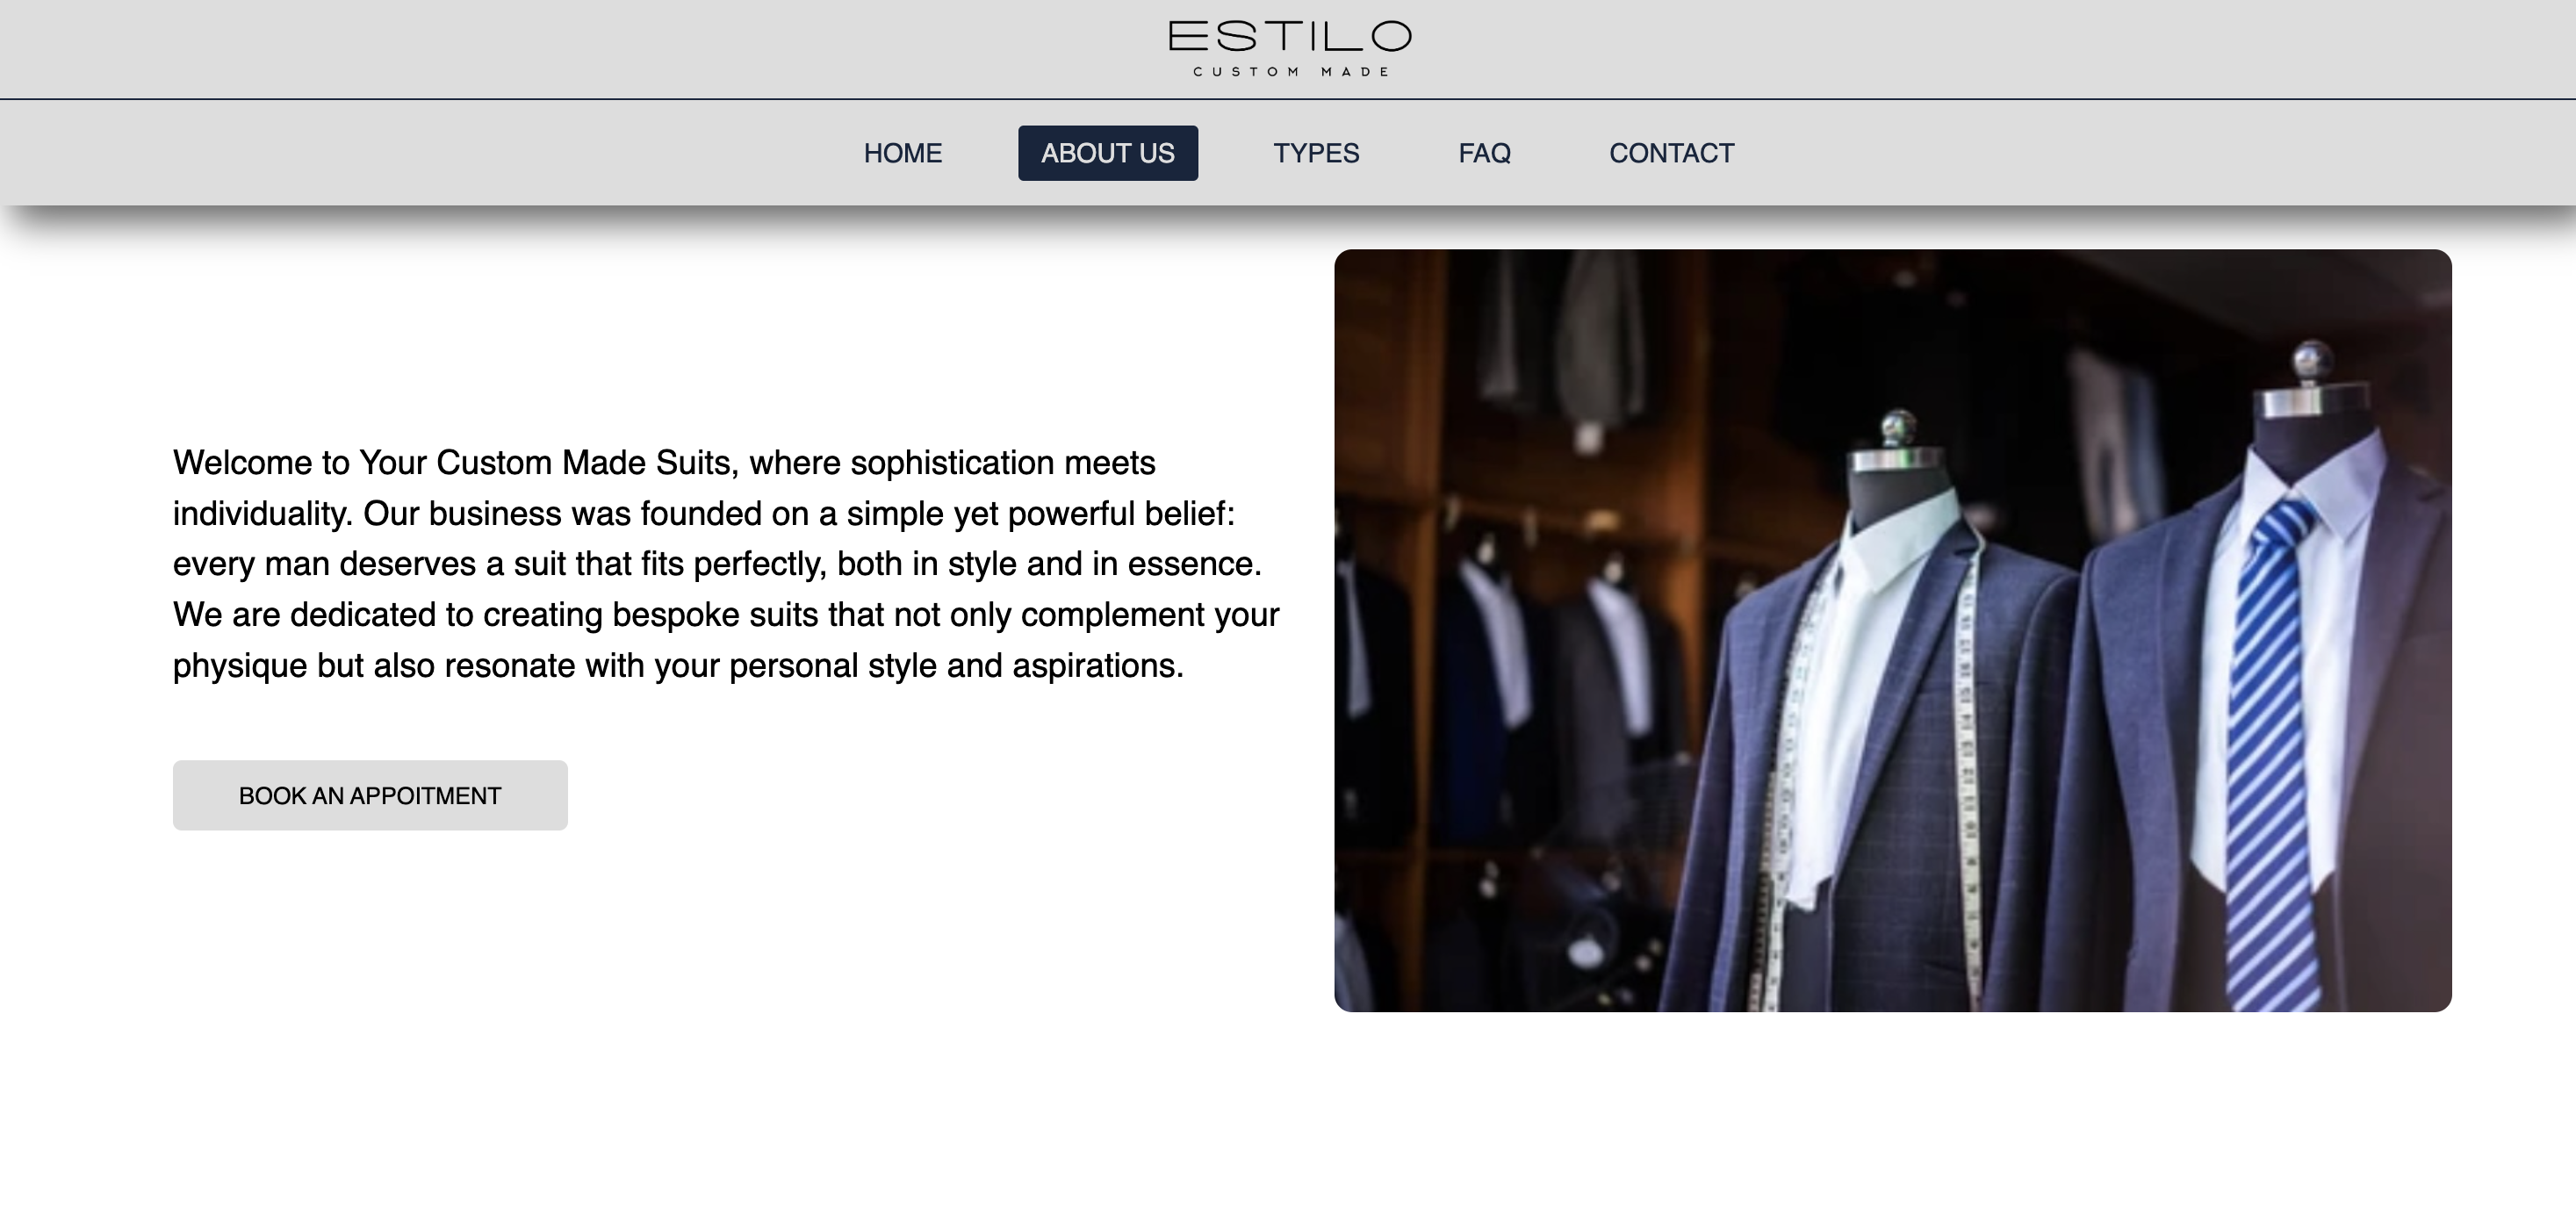 ESTILO
CUSTOM MADE
HOME ABOUT US TYPES FAQ CONTACT
Welcome to Your Custom Made Suits, where sophistication meets
individuality. Our business was founded on a simple yet powerful belief:
every man deserves a suit that fits perfectly, both in style and in essence.
We are dedicated to creating bespoke suits that not only complement your
physique but also resonate with your personal style and aspirations.
BOOK AN APPOITMENT